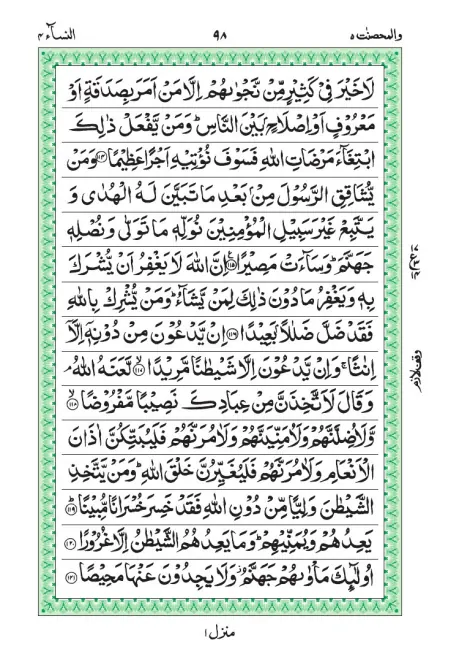 والمحصنت ٥ ٩٨ النسآء ٤
لَا خَيْرَ فِىْ كَثِيْرٍ مِّنْ نَّجْوٰىهُمْ اِلَّا مَنْ اَمَرَ بِصَدَقَةٍ اَوْ
مَعْرُوْفٍ اَوْ اِصْلَاحٍۭ بَيْنَ النَّاسِ ؕ وَمَنْ يَّفْعَلْ ذٰلِكَ
ابْتِغَآءَ مَرْضَاتِ اللّٰهِ فَسَوْفَ نُؤْتِيْهِ اَجْرًا عَظِيْمًا ﴿۱۱۴﴾ وَمَنْ
يُّشَاقِقِ الرَّسُوْلَ مِنْۢ بَعْدِ مَا تَبَيَّنَ لَهُ الْهُدٰى وَ
يَتَّبِعْ غَيْرَ سَبِيْلِ الْمُؤْمِنِيْنَ نُوَلِّهٖ مَا تَوَلّٰى وَنُصْلِهٖ
جَهَنَّمَ ؕ وَسَآءَتْ مَصِيْرًا ﴿۱۱۵﴾ اِنَّ اللّٰهَ لَا يَغْفِرُ اَنْ يُّشْرَكَ
بِهٖ وَيَغْفِرُ مَا دُوْنَ ذٰلِكَ لِمَنْ يَّشَآءُ ؕ وَمَنْ يُّشْرِكْ بِاللّٰهِ
فَقَدْ ضَلَّ ضَلٰلًاۢ بَعِيْدًا ﴿۱۱۶﴾ اِنْ يَّدْعُوْنَ مِنْ دُوْنِهٖۤ اِلَّاۤ
اِنٰثًا ۚ وَاِنْ يَّدْعُوْنَ اِلَّا شَيْطٰنًا مَّرِيْدًا ﴿۱۱۷﴾ لَّعَنَهُ اللّٰهُ ۘ
وقف لازم
وَقَالَ لَاَتَّخِذَنَّ مِنْ عِبَادِكَ نَصِيْبًا مَّفْرُوْضًا ﴿۱۱۸﴾
وَّلَاُضِلَّنَّهُمْ وَلَاُمَنِّيَنَّهُمْ وَلَاٰمُرَنَّهُمْ فَلَيُبَتِّكُنَّ اٰذَانَ
الْاَنْعَامِ وَلَاٰمُرَنَّهُمْ فَلَيُغَيِّرُنَّ خَلْقَ اللّٰهِ ؕ وَمَنْ يَّتَّخِذِ
الشَّيْطٰنَ وَلِيًّا مِّنْ دُوْنِ اللّٰهِ فَقَدْ خَسِرَ خُسْرَانًا مُّبِيْنًا ﴿۱۱۹﴾
يَعِدُهُمْ وَيُمَنِّيْهِمْ ؕ وَمَا يَعِدُهُمُ الشَّيْطٰنُ اِلَّا غُرُوْرًا ﴿۱۲۰﴾
اُولٰٓئِكَ مَاْوٰىهُمْ جَهَنَّمُ وَلَا يَجِدُوْنَ عَنْهَا مَحِيْصًا ﴿۱۲۱﴾
منزل ١